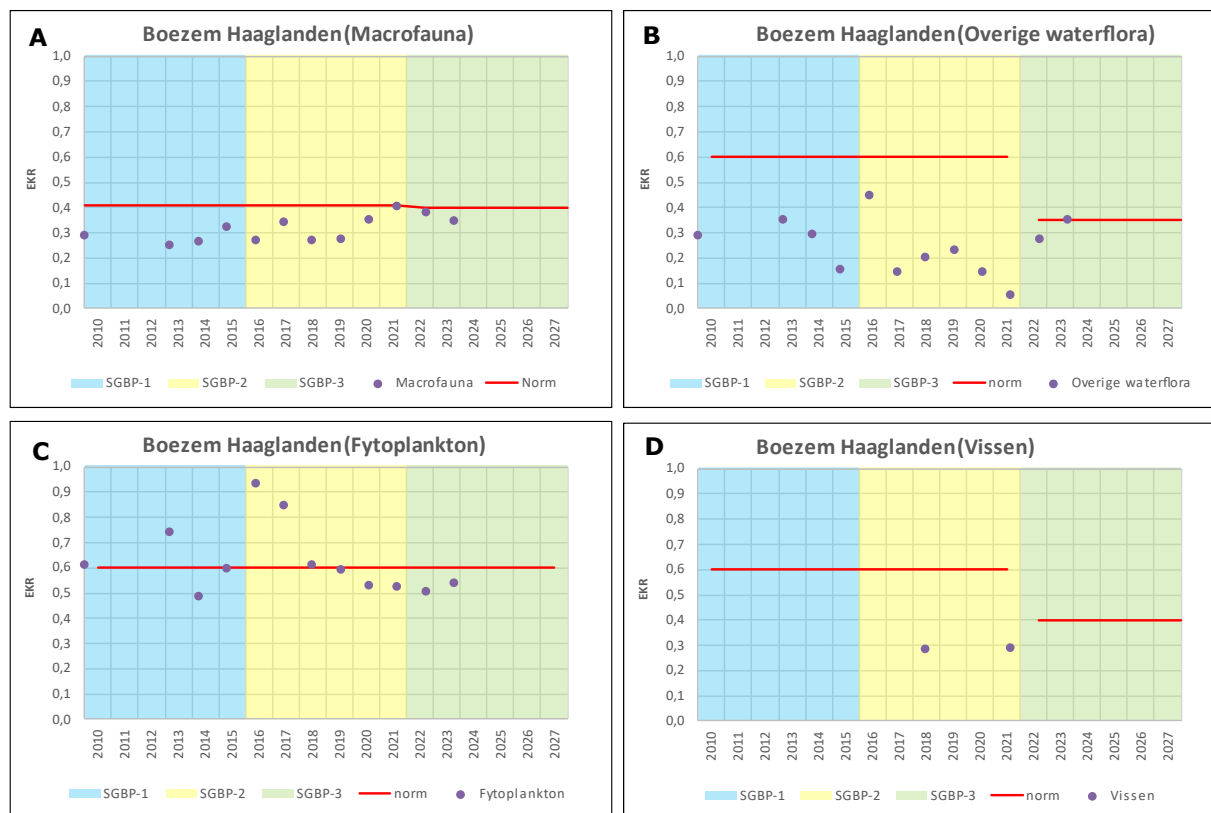 A
Boezem Haaglanden (Macrofauna)
1,0
0,9
0,8
0,7
0,6
0,5
0,4
0,3
0,2
0,1
0,0
EKR
2010 2011 2012 2013 2014 2015 2016 2017 2018 2019 2020 2021 2022 2023 2024 2025 2026 2027
SGBP-1 SGBP-2 SGBP-3 Macrofauna Norm
B
Boezem Haaglanden (Overige waterflora)
1,0
0,9
0,8
0,7
0,6
0,5
0,4
0,3
0,2
0,1
0,0
EKR
2010 2011 2012 2013 2014 2015 2016 2017 2018 2019 2020 2021 2022 2023 2024 2025 2026 2027
SGBP-1 SGBP-2 SGBP-3 norm Overige waterflora
C
Boezem Haaglanden (Fytoplankton)
1,0
0,9
0,8
0,7
0,6
0,5
0,4
0,3
0,2
0,1
0,0
EKR
2010 2011 2012 2013 2014 2015 2016 2017 2018 2019 2020 2021 2022 2023 2024 2025 2026 2027
SGBP-1 SGBP-2 SGBP-3 norm Fytoplankton
D
Boezem Haaglanden (Vissen)
1,0
0,9
0,8
0,7
0,6
0,5
0,4
0,3
0,2
0,1
0,0
EKR
2010 2011 2012 2013 2014 2015 2016 2017 2018 2019 2020 2021 2022 2023 2024 2025 2026 2027
SGBP-1 SGBP-2 SGBP-3 norm Vissen